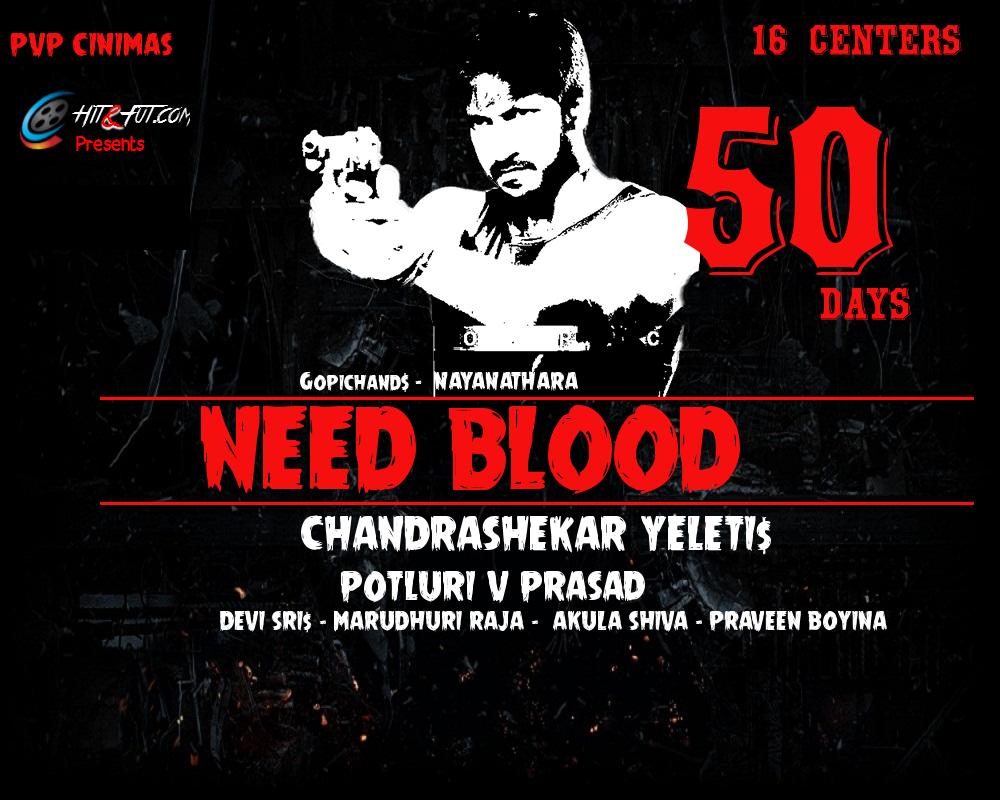 PVP CINIMAS
16 CENTERS
HIT&FUT.COM
Presents
50
DAYS
GOPICHAND$ - NAYANATHARA
NEED BLOOD
CHANDRASHEKAR YELETI$
POTLURI V PRASAD
DEVI SRI$ - MARUDHURI RAJA - AKULA SHIVA - PRAVEEN BOYINA